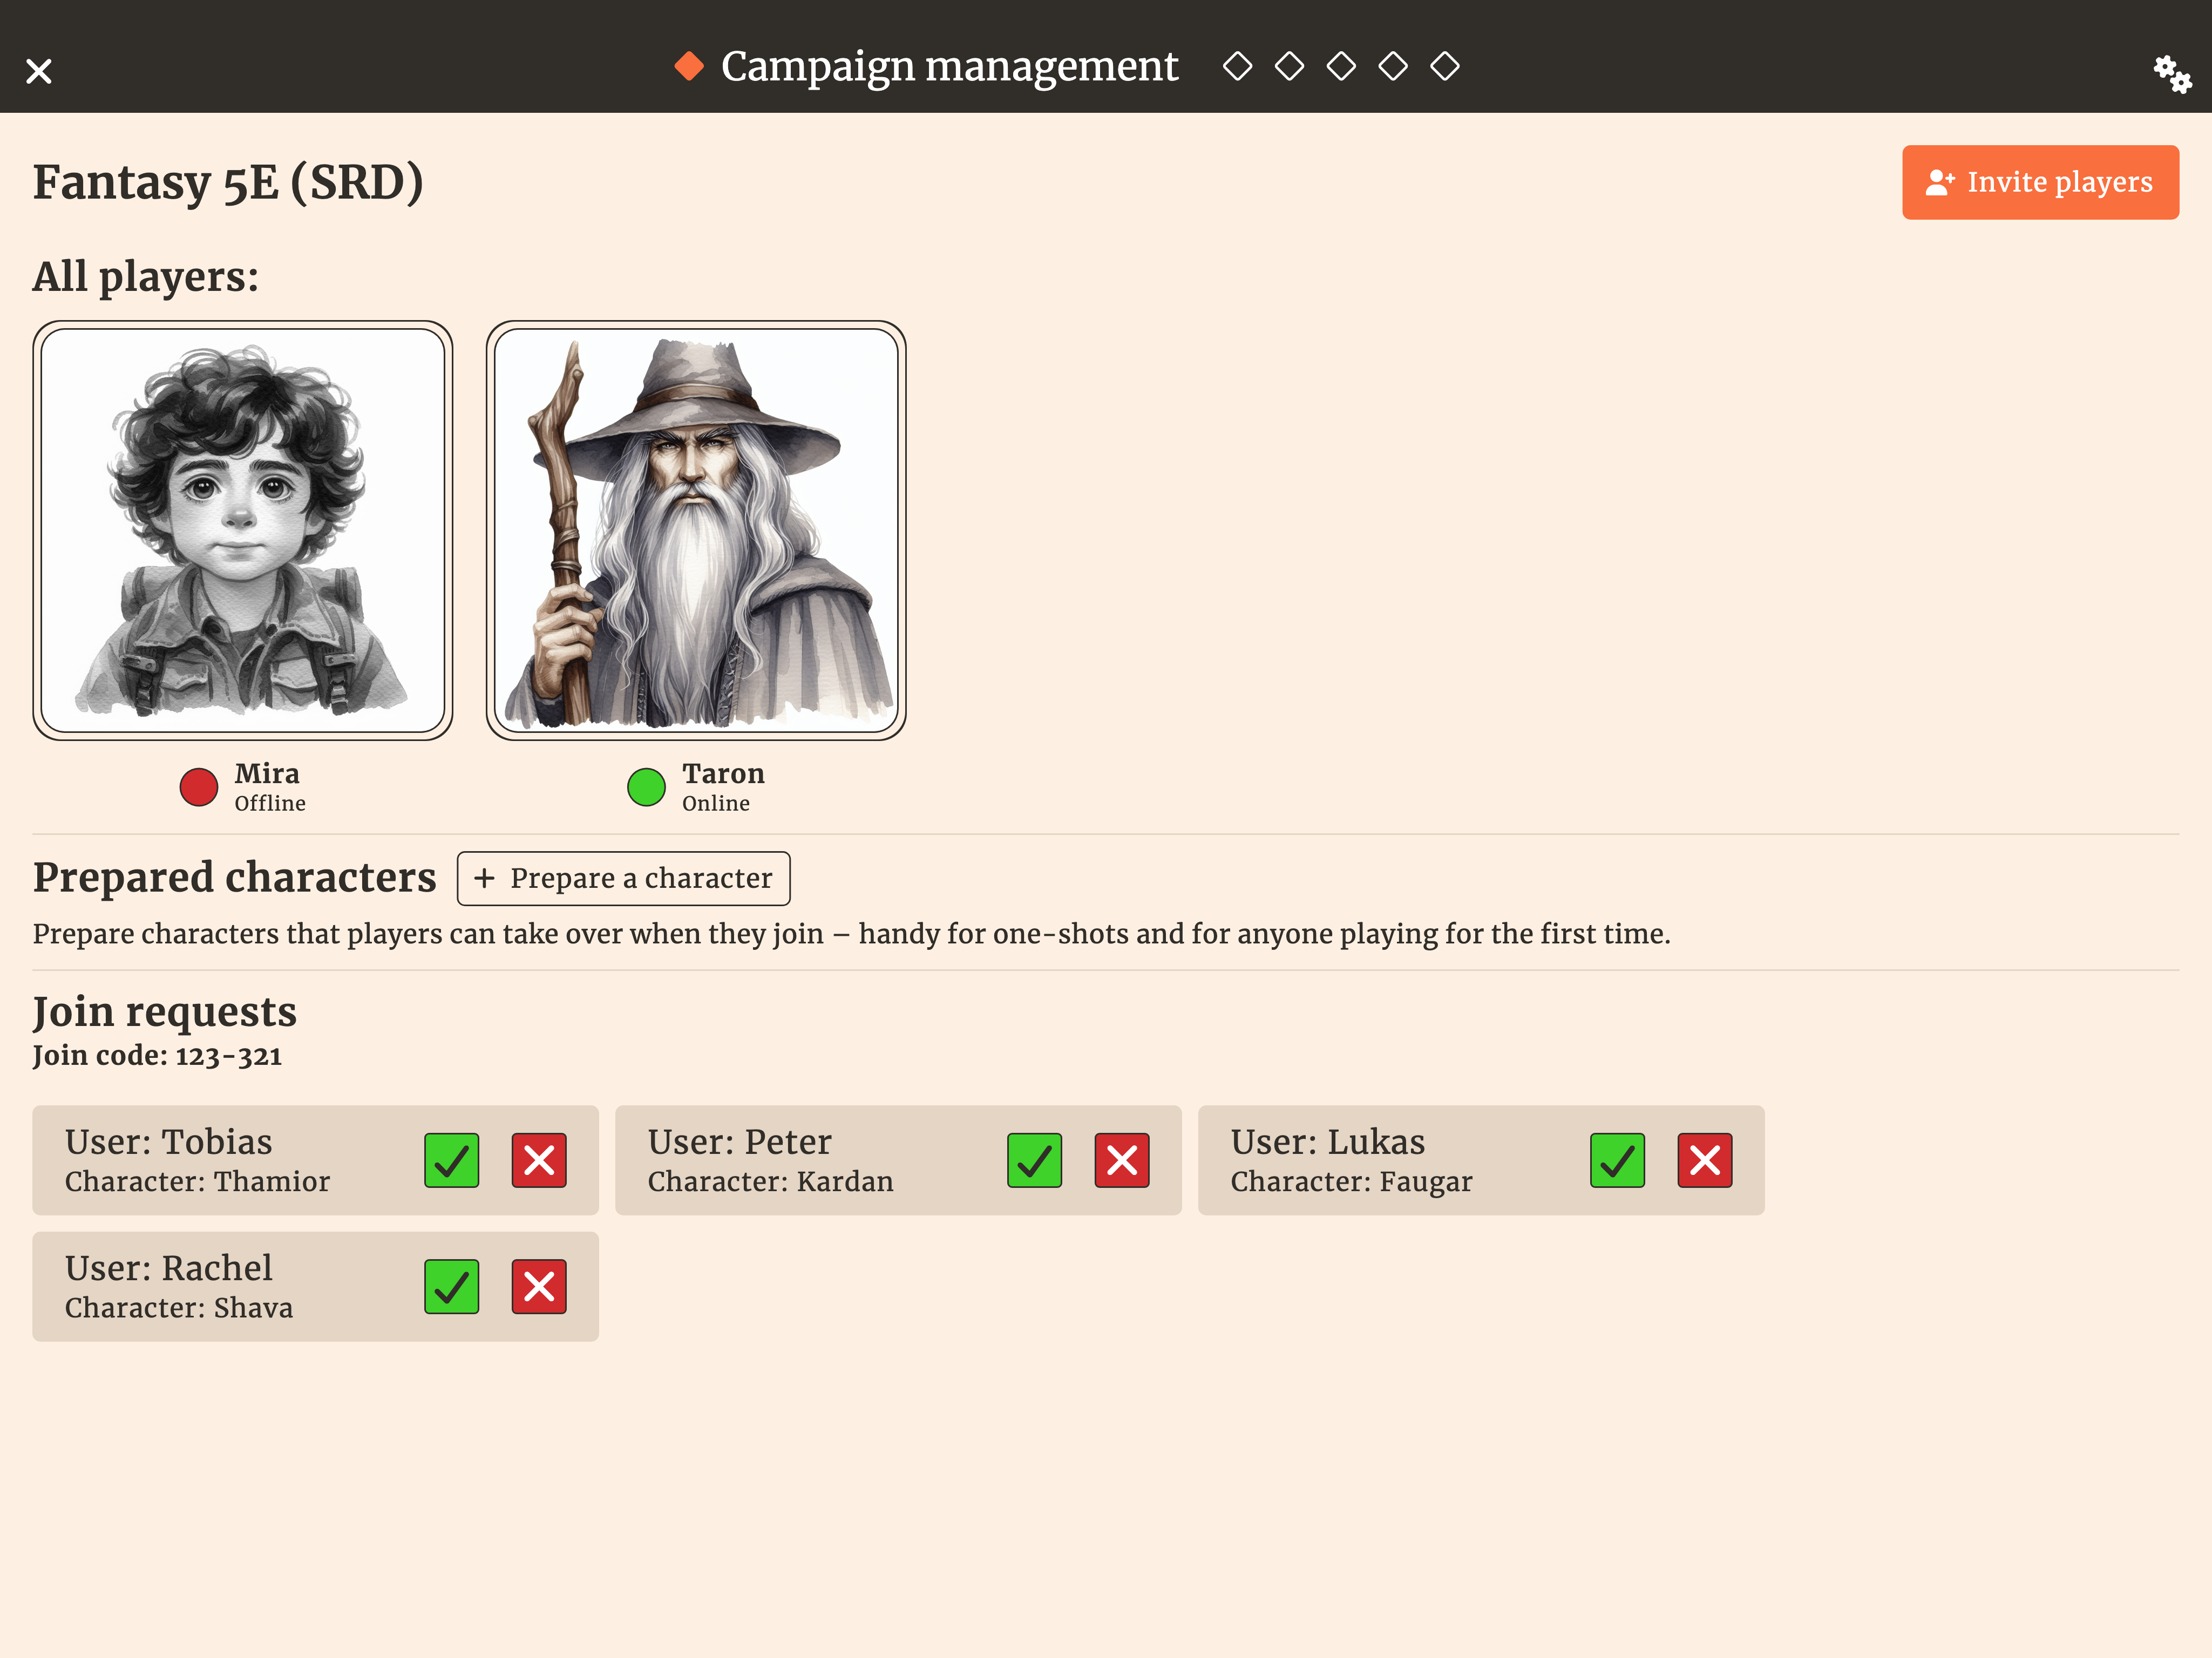 Campaign management
Fantasy 5E (SRD)
Invite players
All players:
Mira
Offline
Taron
Online
Prepared characters
Prepare a character
Prepare characters that players can take over when they join – handy for one-shots and for anyone playing for the first time.
Join requests
Join code: 123-321
User: Tobias
Character: Thamior
User: Peter
Character: Kardan
User: Lukas
Character: Faugar
User: Rachel
Character: Shava